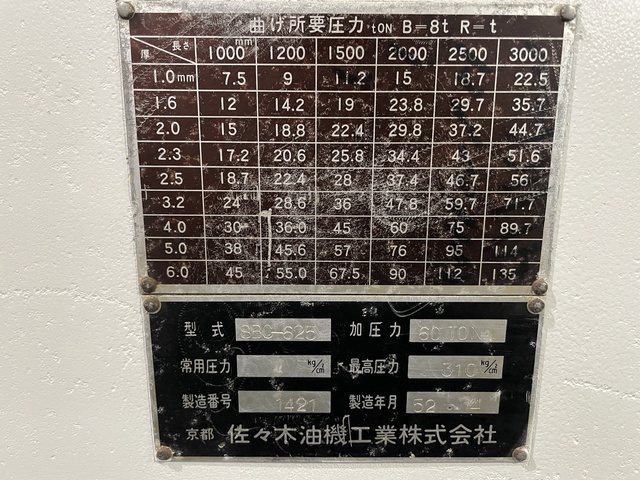 曲げ所要圧力 tON B=8t R=t
厚 長さ 1000mm 1200 1500 2000 2500 3000
1.0mm 7.5 9 11.2 15 18.7 22.5
1.6 12 14.2 19 23.8 29.7 35.7
2.0 15 18.8 22.4 29.8 37.2 44.7
2.3 17.2 20.6 25.8 34.4 43 51.6
2.5 18.7 22.4 28 37.4 46.7 56
3.2 24 28.6 36 47.8 59.7 71.7
4.0 30 36.0 45 60 75 89.7
5.0 38 45.6 57 76 95 114
6.0 45 55.0 67.5 90 112 135
型式 加圧力 60 TON
常用圧力 kg/cm² 最高圧力 310 kg/cm²
製造番号 1491 製造年月 52
京都 佐々木油機工業株式会社